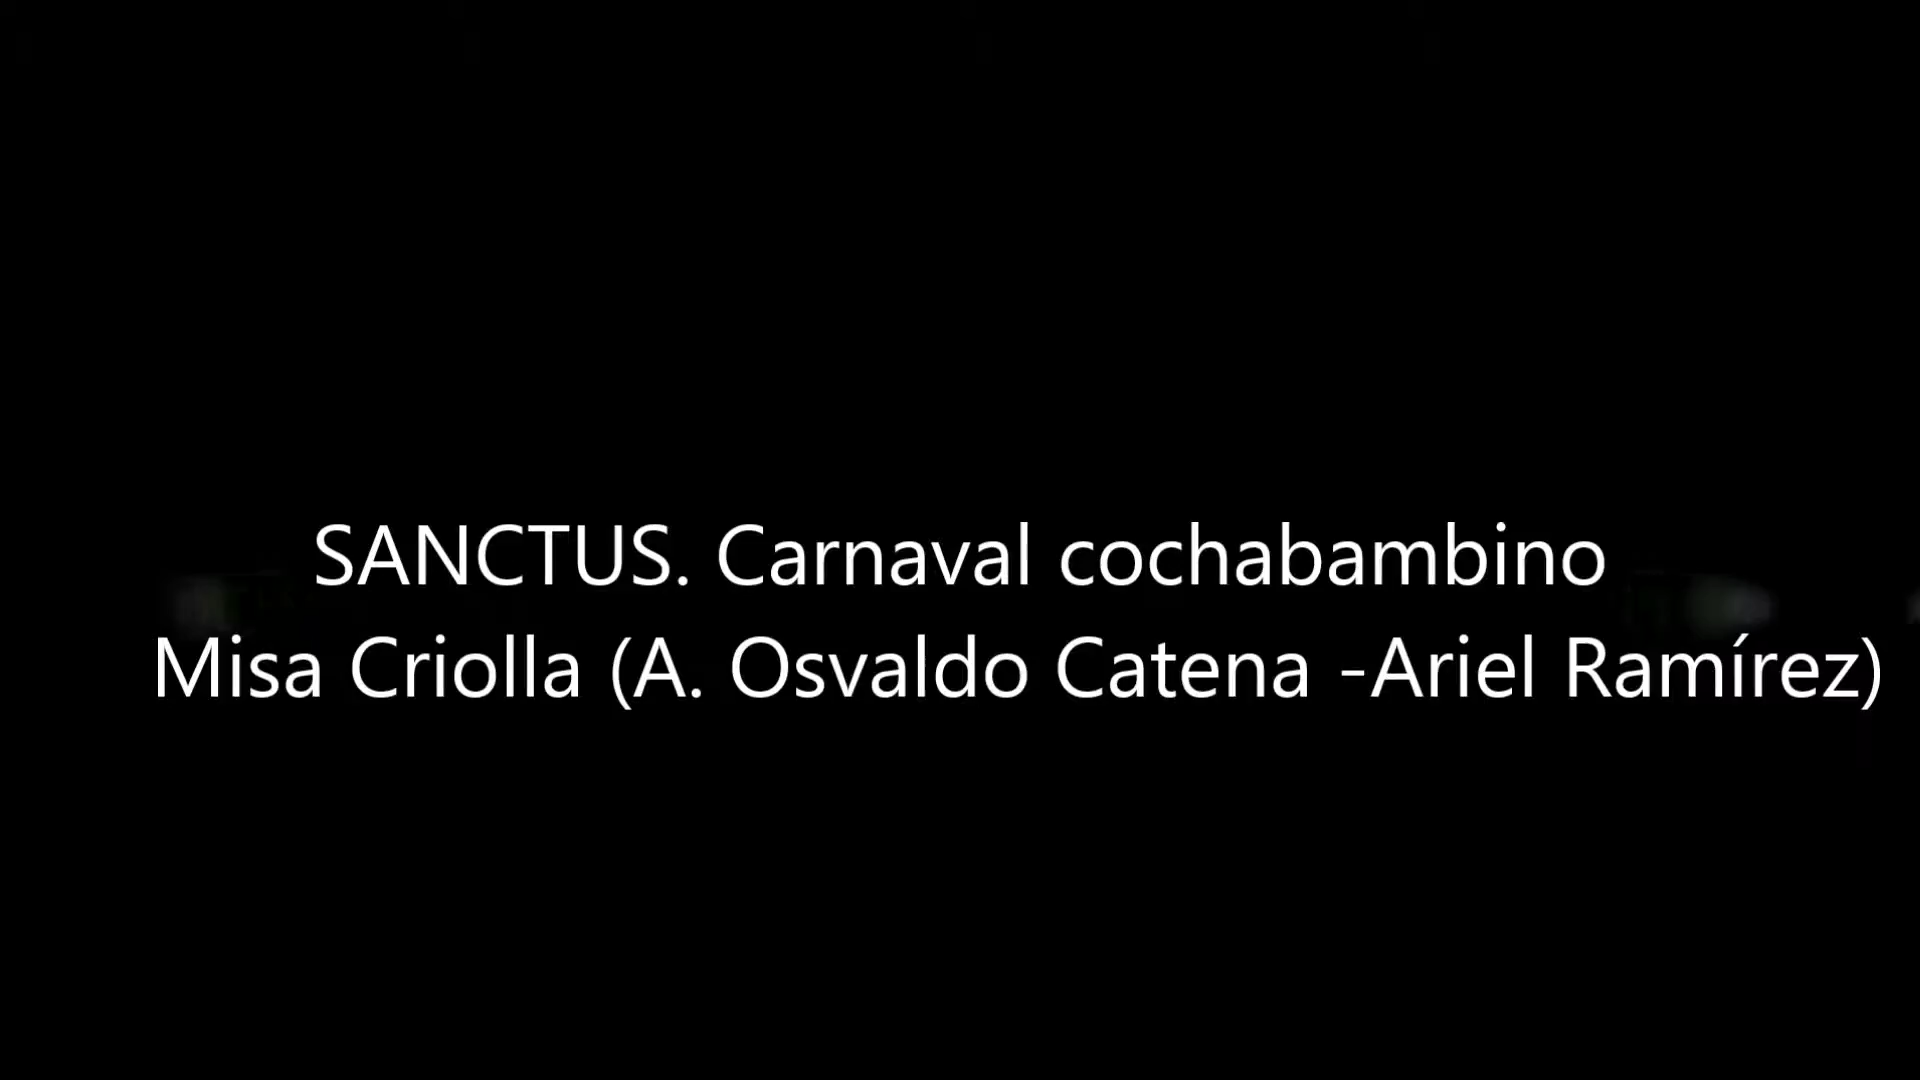 SANCTUS. Carnaval cochabambino
Misa Criolla (A. Osvaldo Catena -Ariel Ramírez)